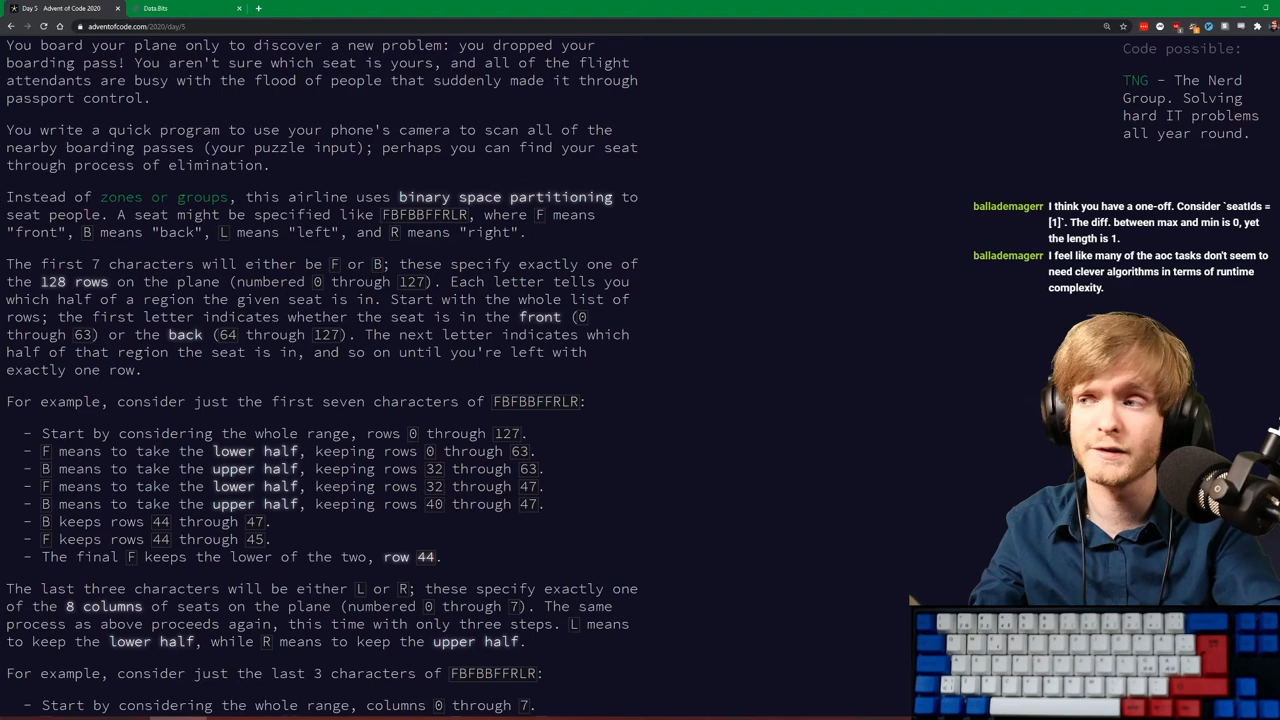 Day 5 - Advent of Code 2020
Data.Bits
adventofcode.com/2020/day/5
You board your plane only to discover a new problem: you dropped your
boarding pass! You aren't sure which seat is yours, and all of the flight
attendants are busy with the flood of people that suddenly made it through
passport control.
You write a quick program to use your phone's camera to scan all of the
nearby boarding passes (your puzzle input); perhaps you can find your seat
through process of elimination.
Instead of zones or groups, this airline uses binary space partitioning to
seat people. A seat might be specified like FBFBBFFRLR, where F means
"front", B means "back", L means "left", and R means "right".
The first 7 characters will either be F or B; these specify exactly one of
the 128 rows on the plane (numbered 0 through 127). Each letter tells you
which half of a region the given seat is in. Start with the whole list of
rows; the first letter indicates whether the seat is in the front (0
through 63) or the back (64 through 127). The next letter indicates which
half of that region the seat is in, and so on until you're left with
exactly one row.
For example, consider just the first seven characters of FBFBBFFRLR:
- Start by considering the whole range, rows 0 through 127.
- F means to take the lower half, keeping rows 0 through 63.
- B means to take the upper half, keeping rows 32 through 63.
- F means to take the lower half, keeping rows 32 through 47.
- B means to take the upper half, keeping rows 40 through 47.
- B keeps rows 44 through 47.
- F keeps rows 44 through 45.
- The final F keeps the lower of the two, row 44.
The last three characters will be either L or R; these specify exactly one
of the 8 columns of seats on the plane (numbered 0 through 7). The same
process as above proceeds again, this time with only three steps. L means
to keep the lower half, while R means to keep the upper half.
For example, consider just the last 3 characters of FBFBBFFRLR:
- Start by considering the whole range, columns 0 through 7.
Code possible:
TNG - The Nerd
Group. Solving
hard IT problems
all year round.
ballademagerr I think you have a one-off. Consider `seatIds =
[1]`. The diff. between max and min is 0, yet
the length is 1.
ballademagerr I feel like many of the aoc tasks don't seem to
need clever algorithms in terms of runtime
complexity.